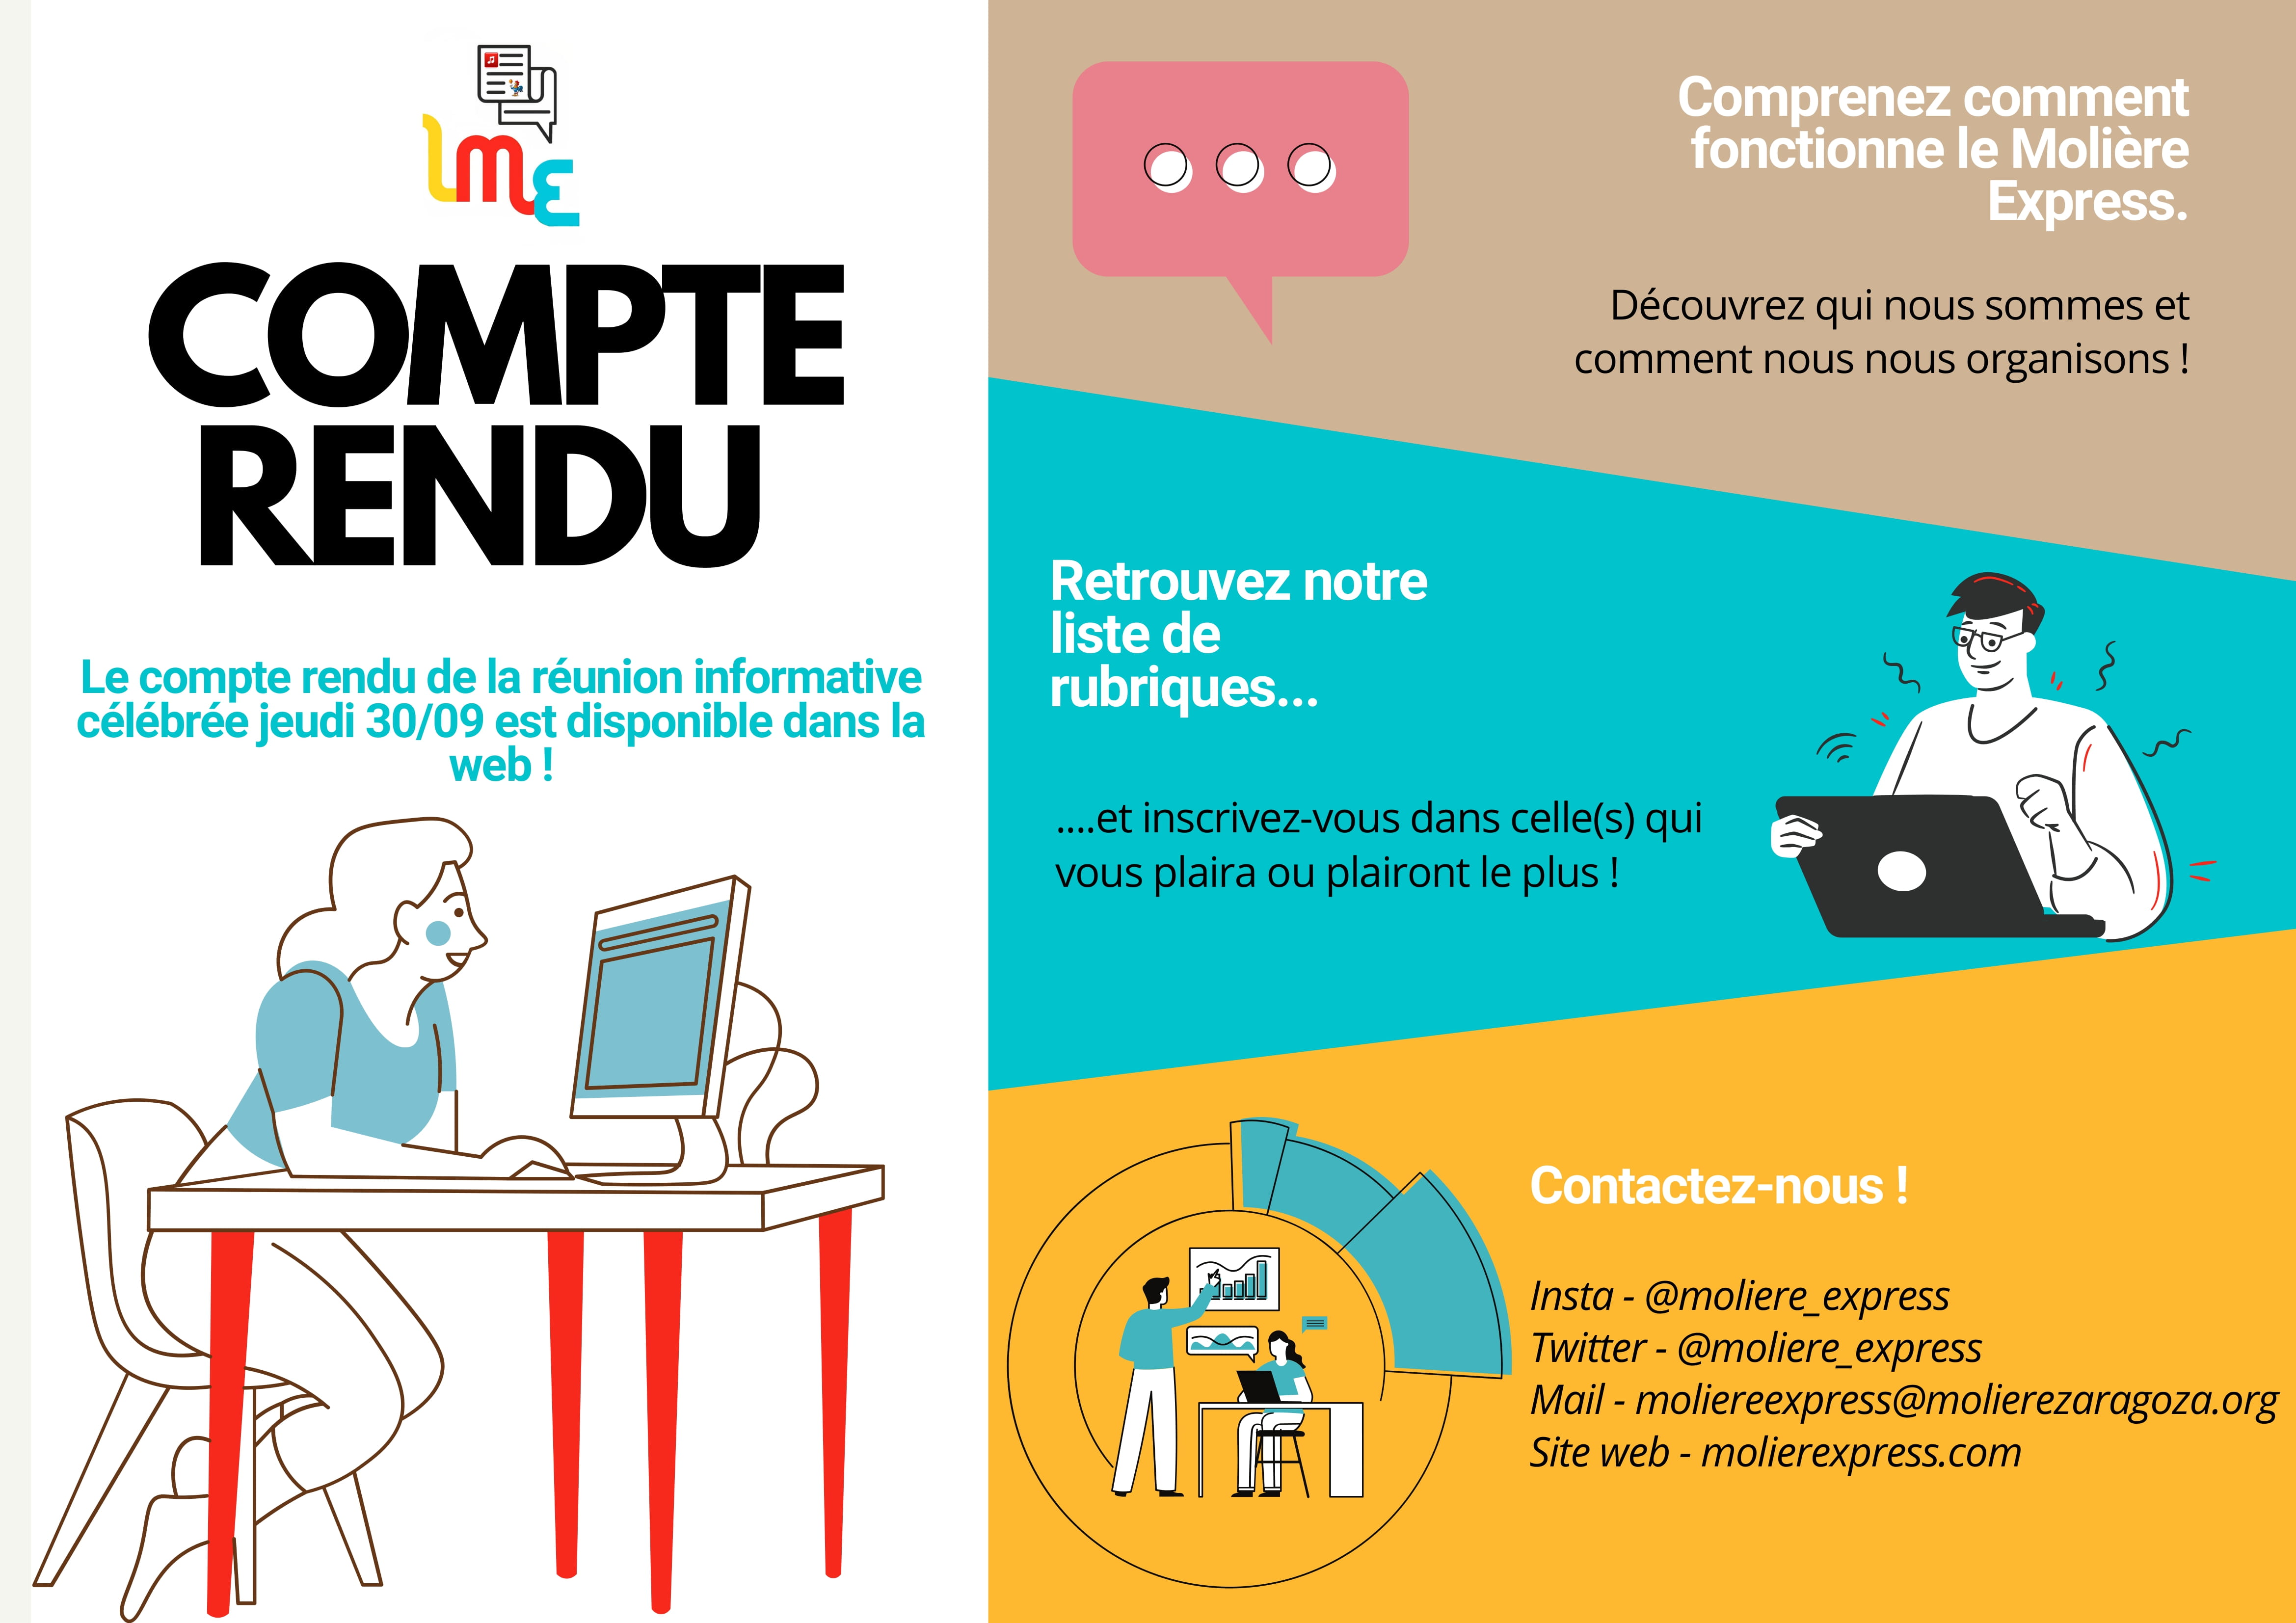 lme
COMPTE
RENDU
Le compte rendu de la réunion informative
célébrée jeudi 30/09 est disponible dans la
web !
Comprenez comment
fonctionne le Molière
Express.
Découvrez qui nous sommes et
comment nous nous organisons !
Retrouvez notre
liste de
rubriques...
....et inscrivez-vous dans celle(s) qui
vous plaira ou plairont le plus !
Contactez-nous !
Insta - @moliere_express
Twitter - @moliere_express
Mail - moliereexpress@molierezaragoza.org
Site web - molierexpress.com